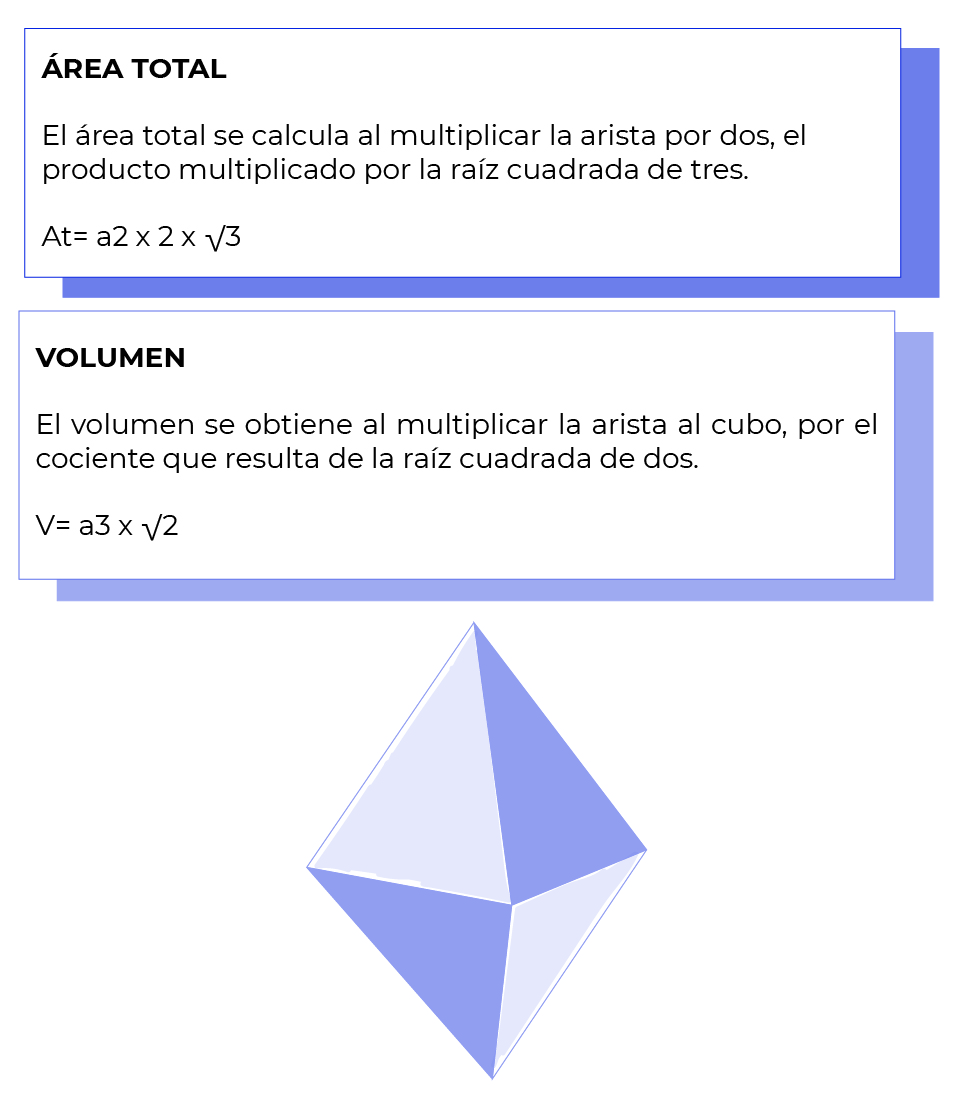 ÁREA TOTAL
El área total se calcula al multiplicar la arista por dos, el
producto multiplicado por la raíz cuadrada de tres.
At= a2 x 2 x √3
VOLUMEN
El volumen se obtiene al multiplicar la arista al cubo, por el
cociente que resulta de la raíz cuadrada de dos.
V= a3 x √2